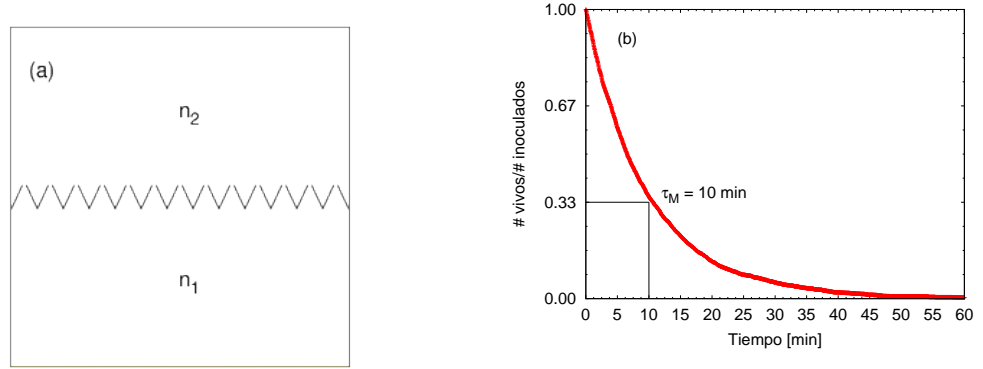 (a)
n2
n1
(b)
# vivos/# inoculados
1.00
0.67
0.33
0.00
τM = 10 min
0 5 10 15 20 25 30 35 40 45 50 55 60
Tiempo [min]